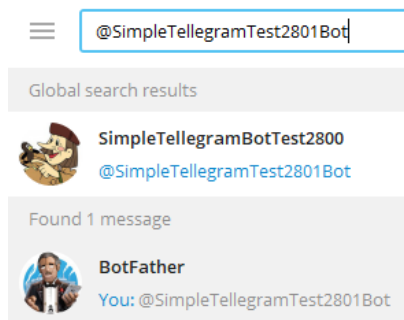 @SimpleTellegramTest2801Bot
Global search results
SimpleTellegramBotTest2800
@SimpleTellegramTest2801Bot
Found 1 message
BotFather
You: @SimpleTellegramTest2801Bot